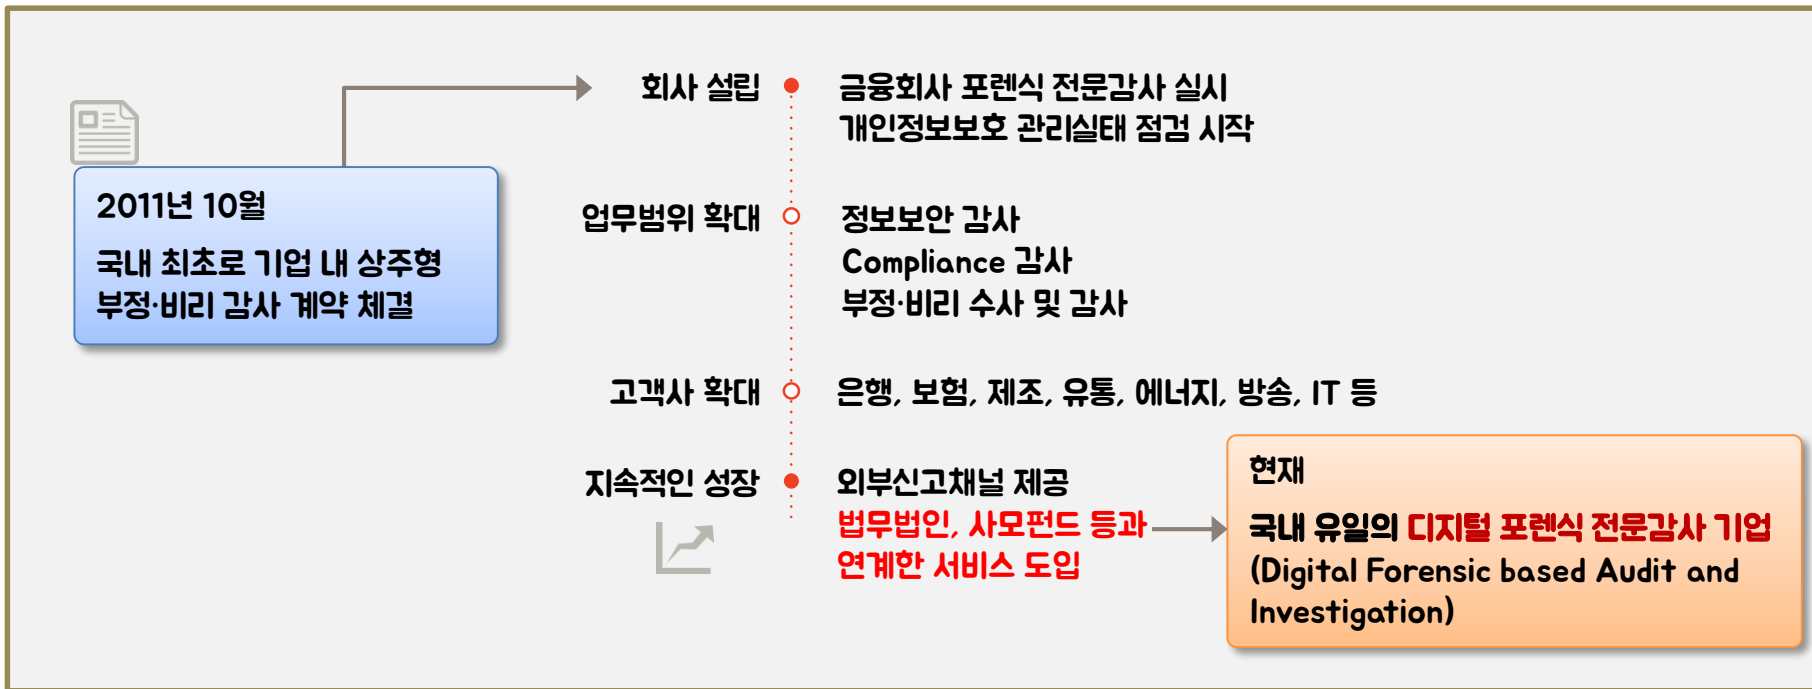 2011년 10월
국내 최초로 기업 내 상주형
부정·비리 감사 계약 체결
회사 설립
금융회사 포렌식 전문감사 실시
개인정보보호 관리실태 점검 시작
업무범위 확대
정보보안 감사
Compliance 감사
부정·비리 수사 및 감사
고객사 확대
은행, 보험, 제조, 유통, 에너지, 방송, IT 등
지속적인 성장
외부신고채널 제공
법무법인, 사모펀드 등과
연계한 서비스 도입
현재
국내 유일의 디지털 포렌식 전문감사 기업
(Digital Forensic based Audit and
Investigation)